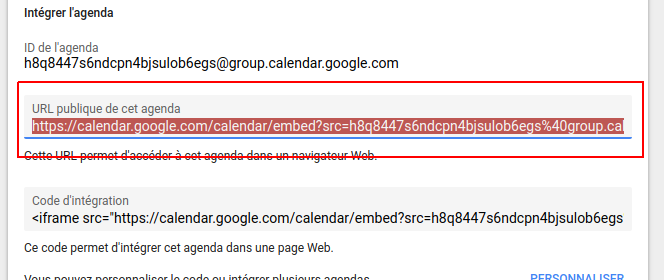 Intégrer l'agenda
ID de l'agenda
h8q8447s6ndcpn4bjsulob6egs@group.calendar.google.com
URL publique de cet agenda
https://calendar.google.com/calendar/embed?src=h8q8447s6ndcpn4bjsulob6egs%40group.ca
Cette URL permet d'accéder à cet agenda dans un navigateur Web.
Code d'intégration
<iframe src="https://calendar.google.com/calendar/embed?src=h8q8447s6ndcpn4bjsulob6egs
Ce code permet d'intégrer cet agenda dans une page Web.
Vous pouvez personnaliser le code ou intégrer plusieurs agendas.
PERSONNALISER